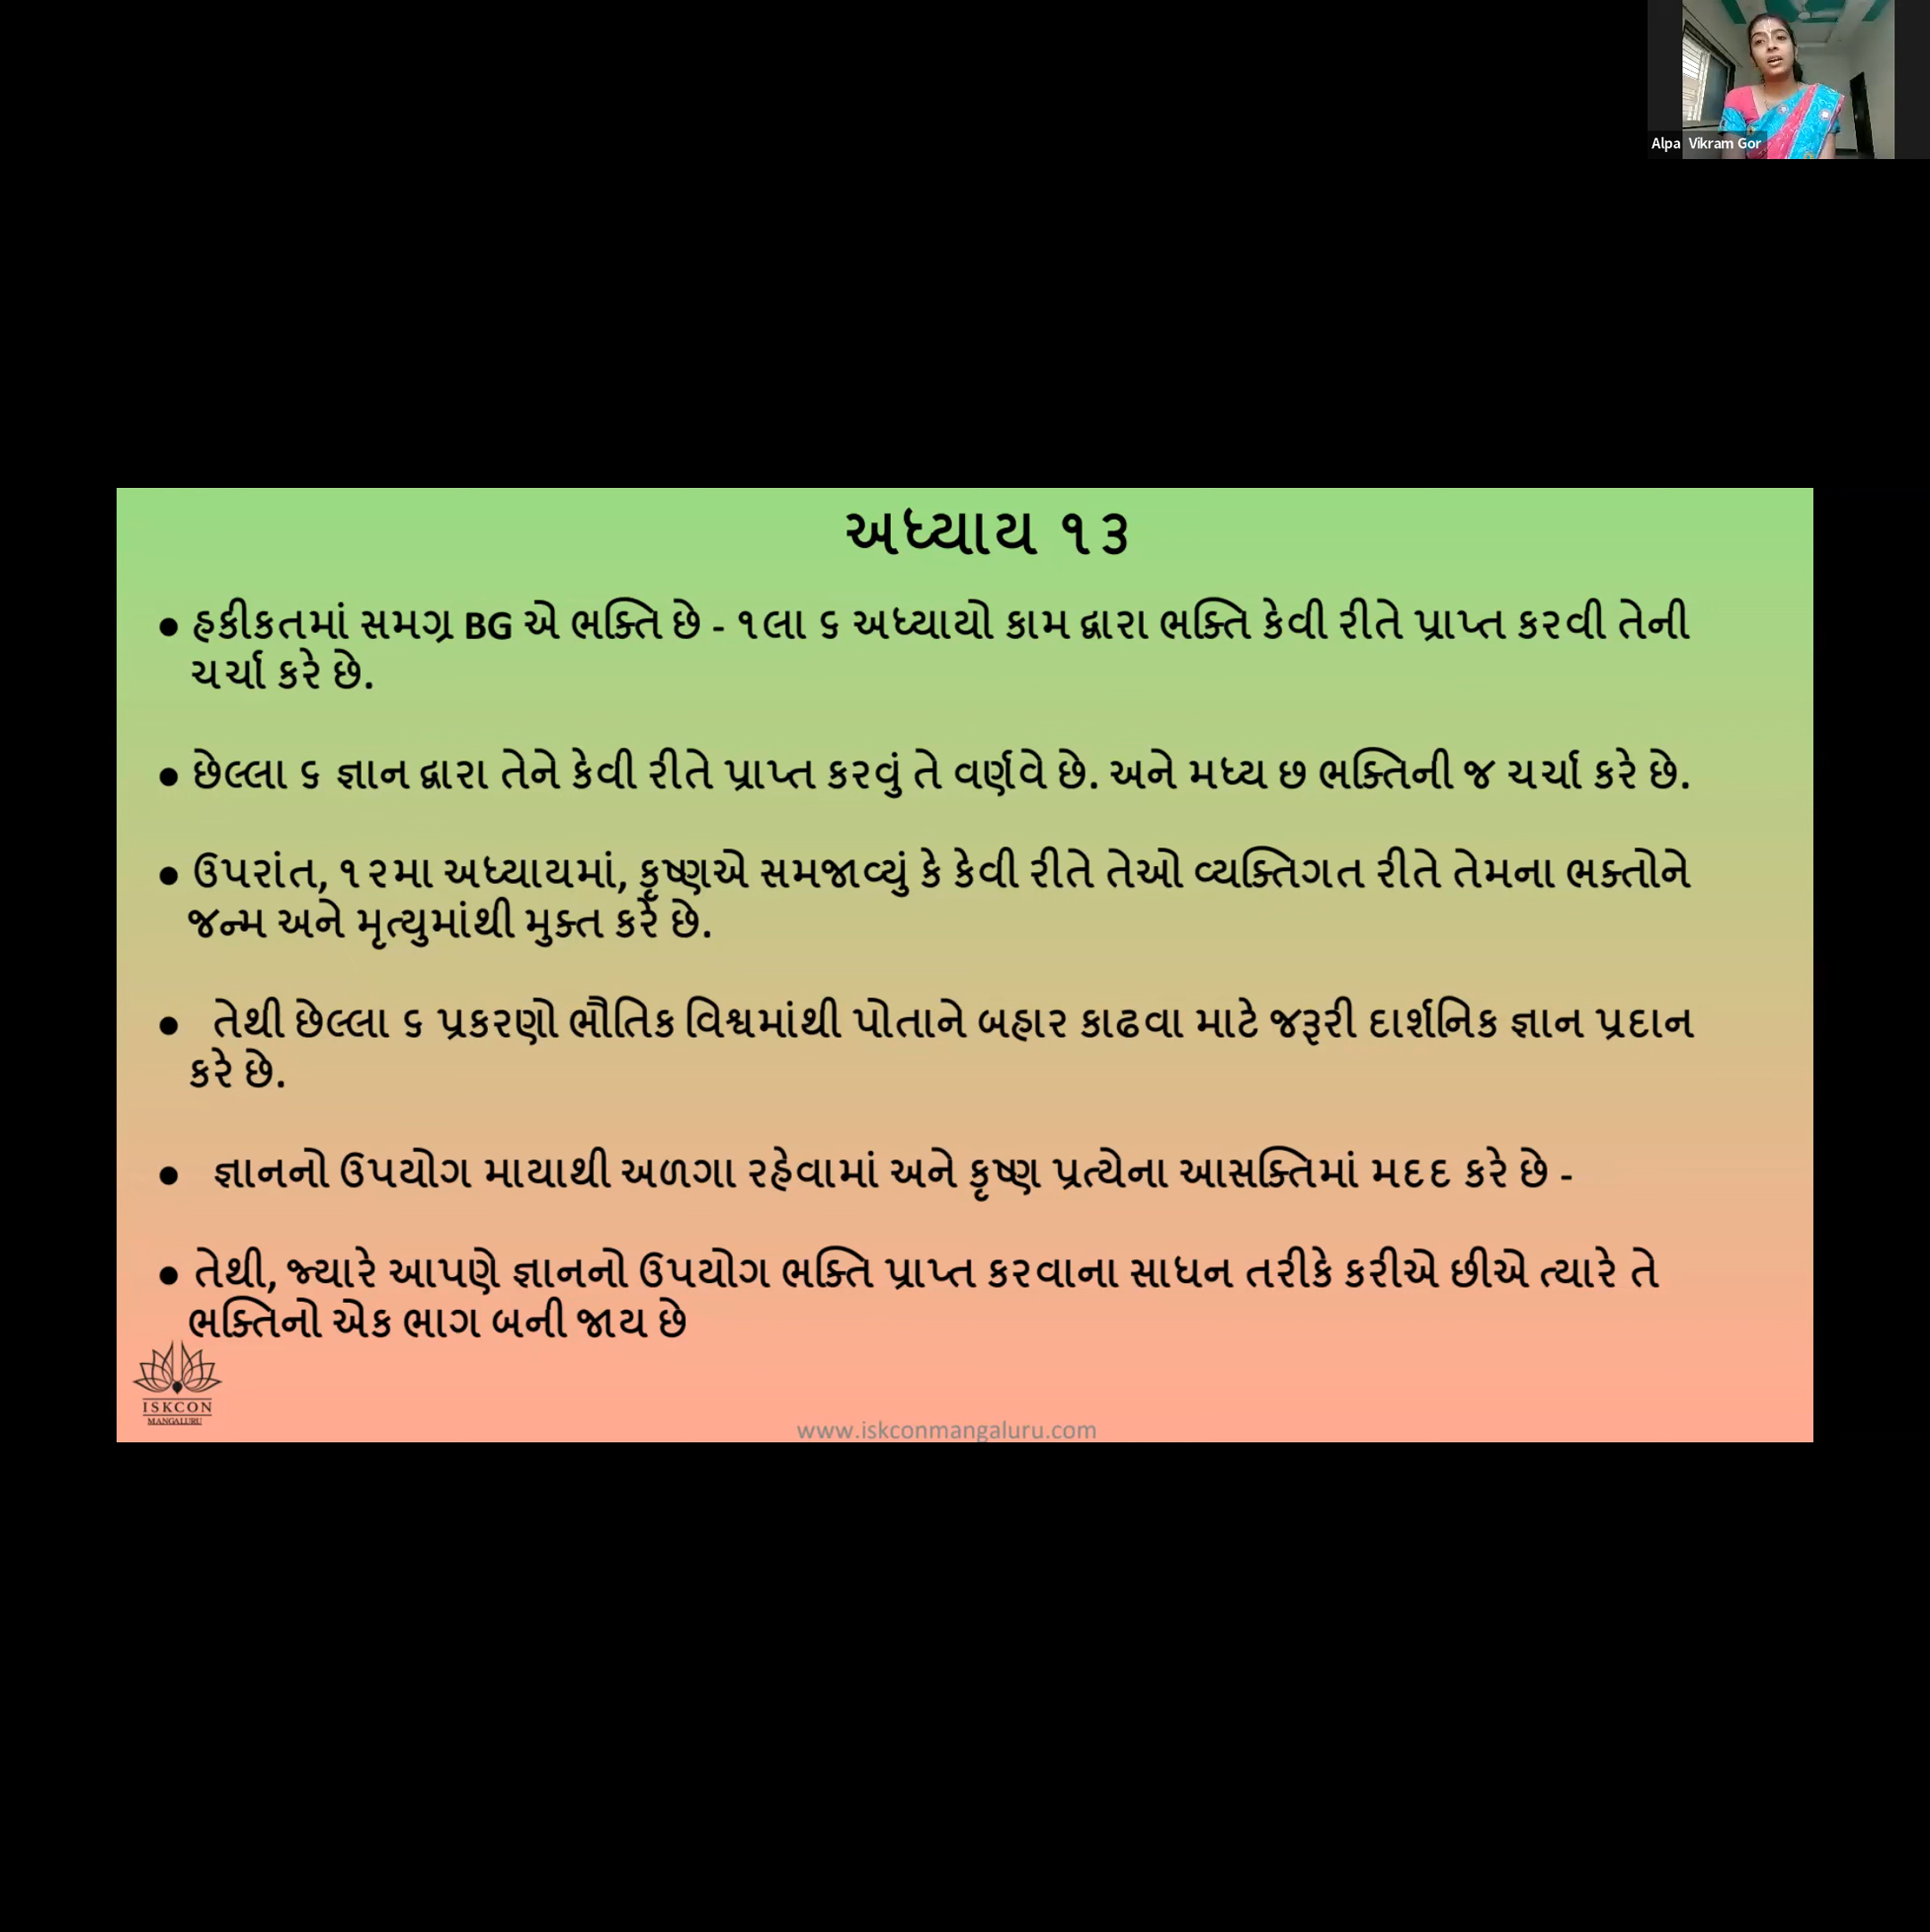 Alpa Vikram Gor
અધ્યાય ૧૩
● હકીકતમાં સમગ્ર BG એ ભક્તિ છે - ૧લા ૬ અધ્યાયો કામ દ્વારા ભક્તિ કેવી રીતે પ્રાપ્ત કરવી તેની
ચર્ચા કરે છે.
● છેલ્લા ૬ જ્ઞાન દ્વારા તેને કેવી રીતે પ્રાપ્ત કરવું તે વર્ણવે છે. અને મધ્ય છ ભક્તિની જ ચર્ચા કરે છે.
● ઉપરાંત, ૧૨મા અધ્યાયમાં, કૃષ્ણએ સમજાવ્યું કે કેવી રીતે તેઓ વ્યક્તિગત રીતે તેમના ભક્તોને
જન્મ અને મૃત્યુમાંથી મુક્ત કરે છે.
● તેથી છેલ્લા ૬ પ્રકરણો ભૌતિક વિશ્વમાંથી પોતાને બહાર કાઢવા માટે જરૂરી દાર્શનિક જ્ઞાન પ્રદાન
કરે છે.
● જ્ઞાનનો ઉપયોગ માયાથી અળગા રહેવામાં અને કૃષ્ણ પ્રત્યેના આસક્તિમાં મદદ કરે છે -
● તેથી, જ્યારે આપણે જ્ઞાનનો ઉપયોગ ભક્તિ પ્રાપ્ત કરવાના સાધન તરીકે કરીએ છીએ ત્યારે તે
ભક્તિનો એક ભાગ બની જાય છે
ISKCON
MANGALURU
www.iskconmangaluru.com